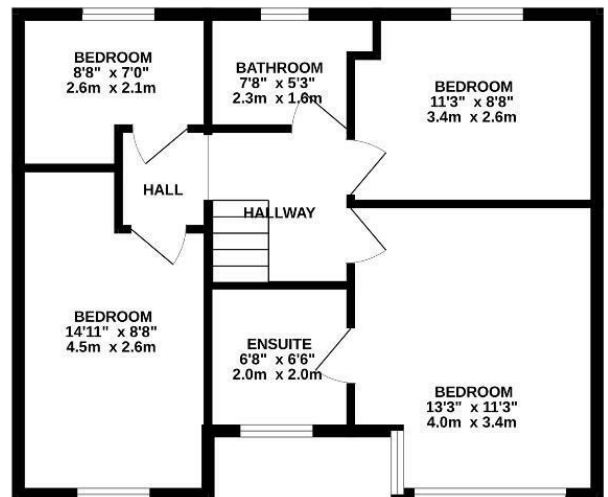 BEDROOM
8'8" x 7'0"
2.6m x 2.1m
BATHROOM
7'8" x 5'3"
2.3m x 1.6m
BEDROOM
11'3" x 8'8"
3.4m x 2.6m
HALL
HALLWAY
BEDROOM
14'11" x 8'8"
4.5m x 2.6m
ENSUITE
6'8" x 6'6"
2.0m x 2.0m
BEDROOM
13'3" x 11'3"
4.0m x 3.4m